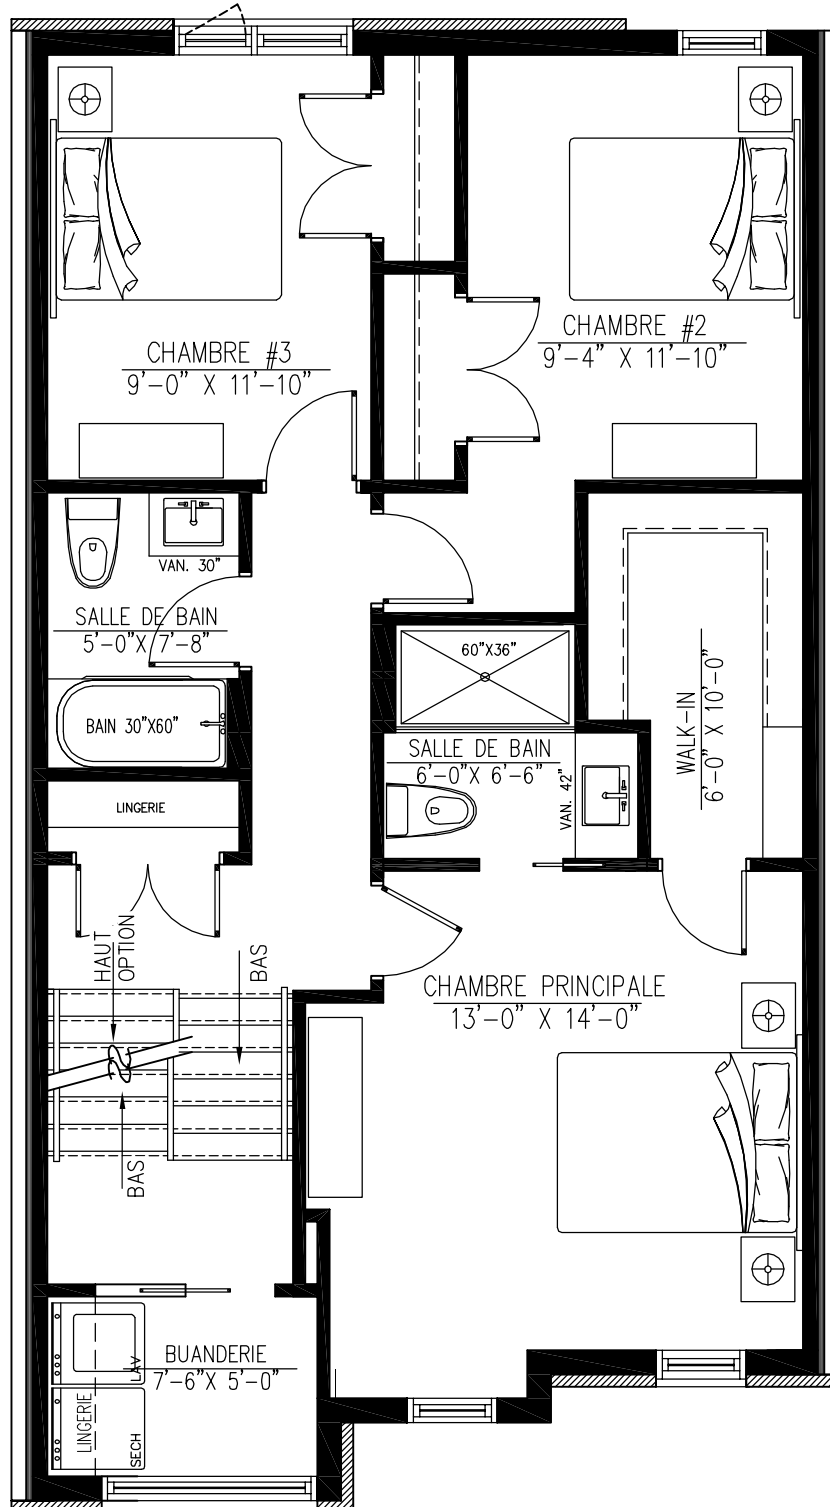 CHAMBRE #2
9'-4" X 11'-10"
CHAMBRE #3
9'-0" X 11'-10"
VAN. 30"
SALLE DE BAIN
5'-0"X 7'-8"
60"X36"
BAIN 30"X60"
WALK-IN
6'-0" X 10'-0"
SALLE DE BAIN
6'-0"X 6'-6"
VAN. 42"
LINGERIE
HAUT
OPTION
BAS
CHAMBRE PRINCIPALE
13'-0" X 14'-0"
BAS
BUANDERIE
7'-6"X 5'-0"
LAV
LINGERIE
SECH